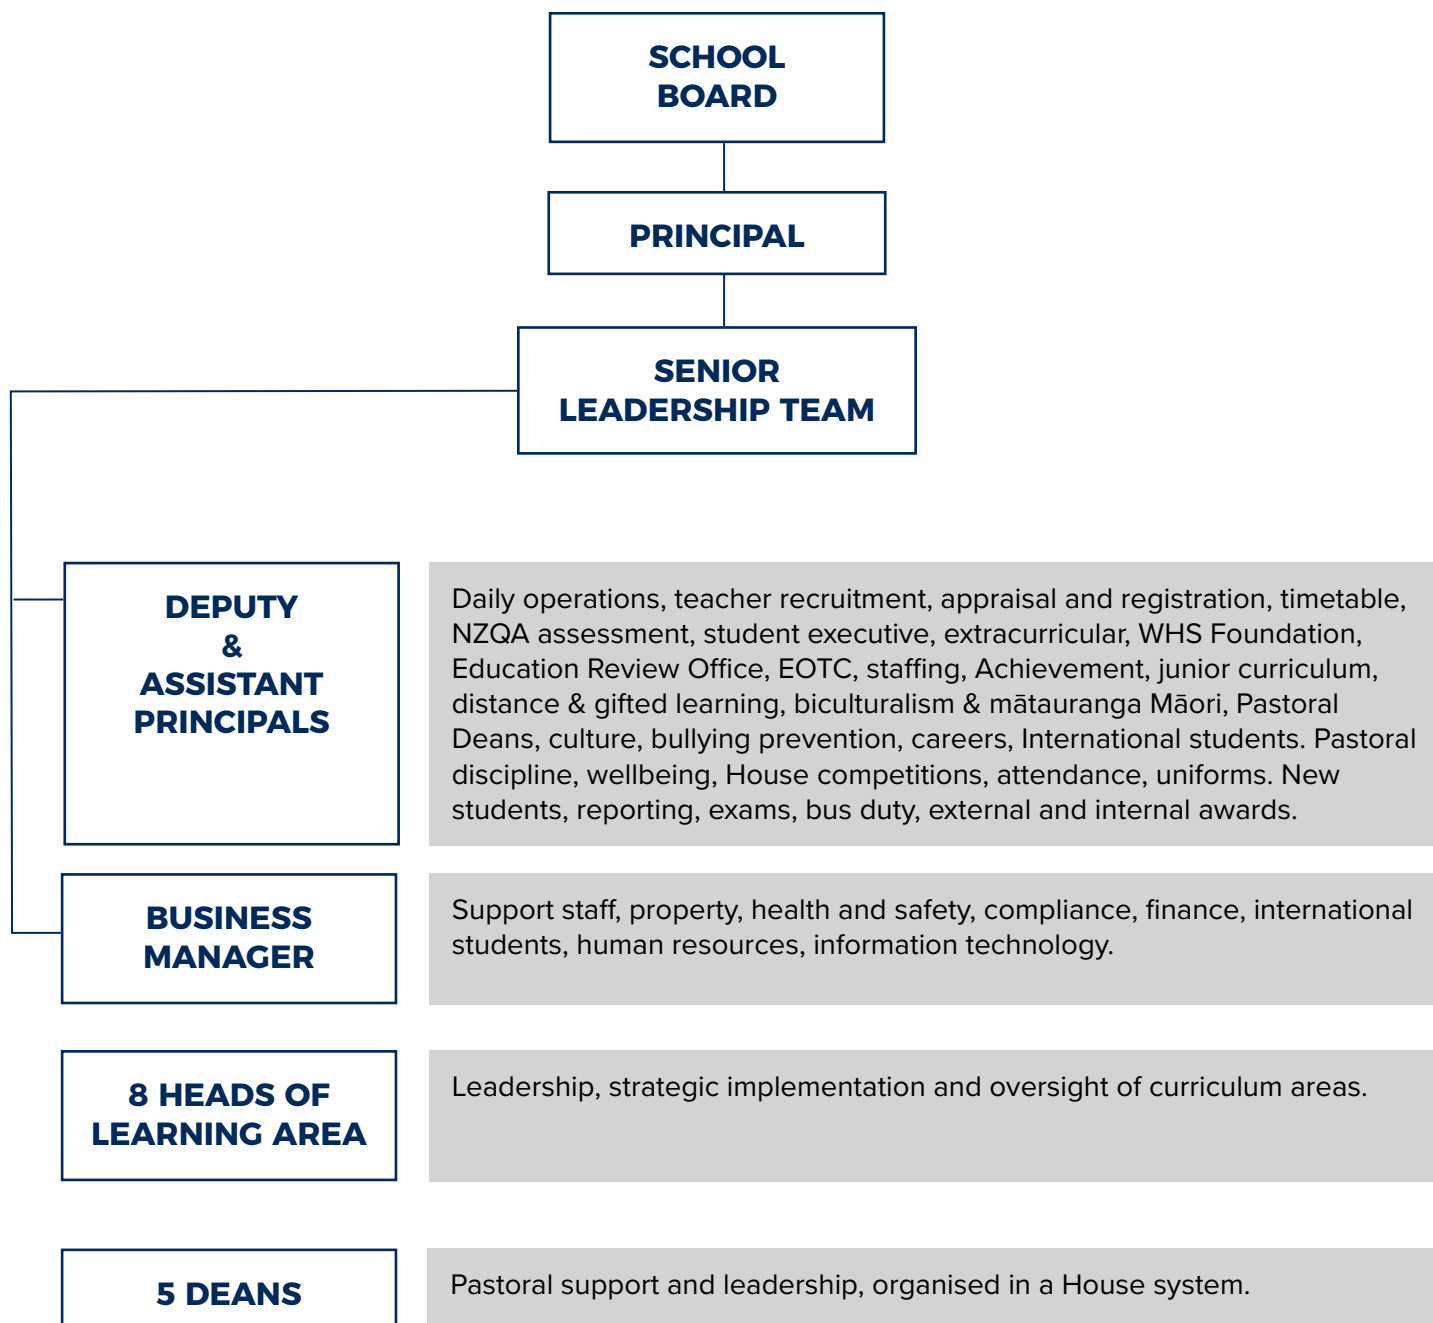 SCHOOL
BOARD
PRINCIPAL
SENIOR
LEADERSHIP TEAM
DEPUTY
&
ASSISTANT
PRINCIPALS
Daily operations, teacher recruitment, appraisal and registration, timetable,
NZQA assessment, student executive, extracurricular, WHS Foundation,
Education Review Office, EOTC, staffing, Achievement, junior curriculum,
distance & gifted learning, biculturalism & mātauranga Māori, Pastoral
Deans, culture, bullying prevention, careers, International students. Pastoral
discipline, wellbeing, House competitions, attendance, uniforms. New
students, reporting, exams, bus duty, external and internal awards.
BUSINESS
MANAGER
Support staff, property, health and safety, compliance, finance, international
students, human resources, information technology.
8 HEADS OF
LEARNING AREA
Leadership, strategic implementation and oversight of curriculum areas.
5 DEANS
Pastoral support and leadership, organised in a House system.